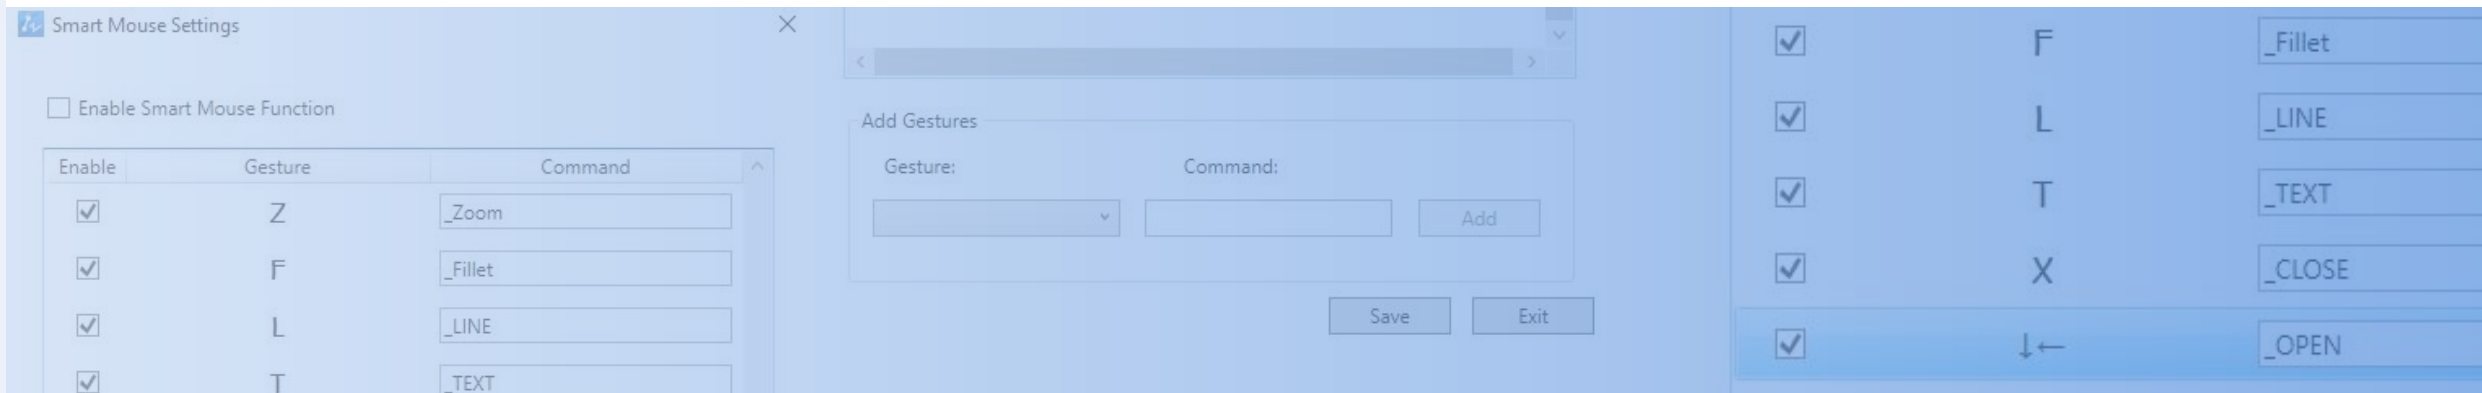 Smart Mouse Settings
Enable Smart Mouse Function
Enable Gesture Command
Z _Zoom
F _Fillet
L _LINE
T _TEXT
Add Gestures
Gesture: Command:
Add
Save Exit
F _Fillet
L _LINE
T _TEXT
X _CLOSE
↓← _OPEN